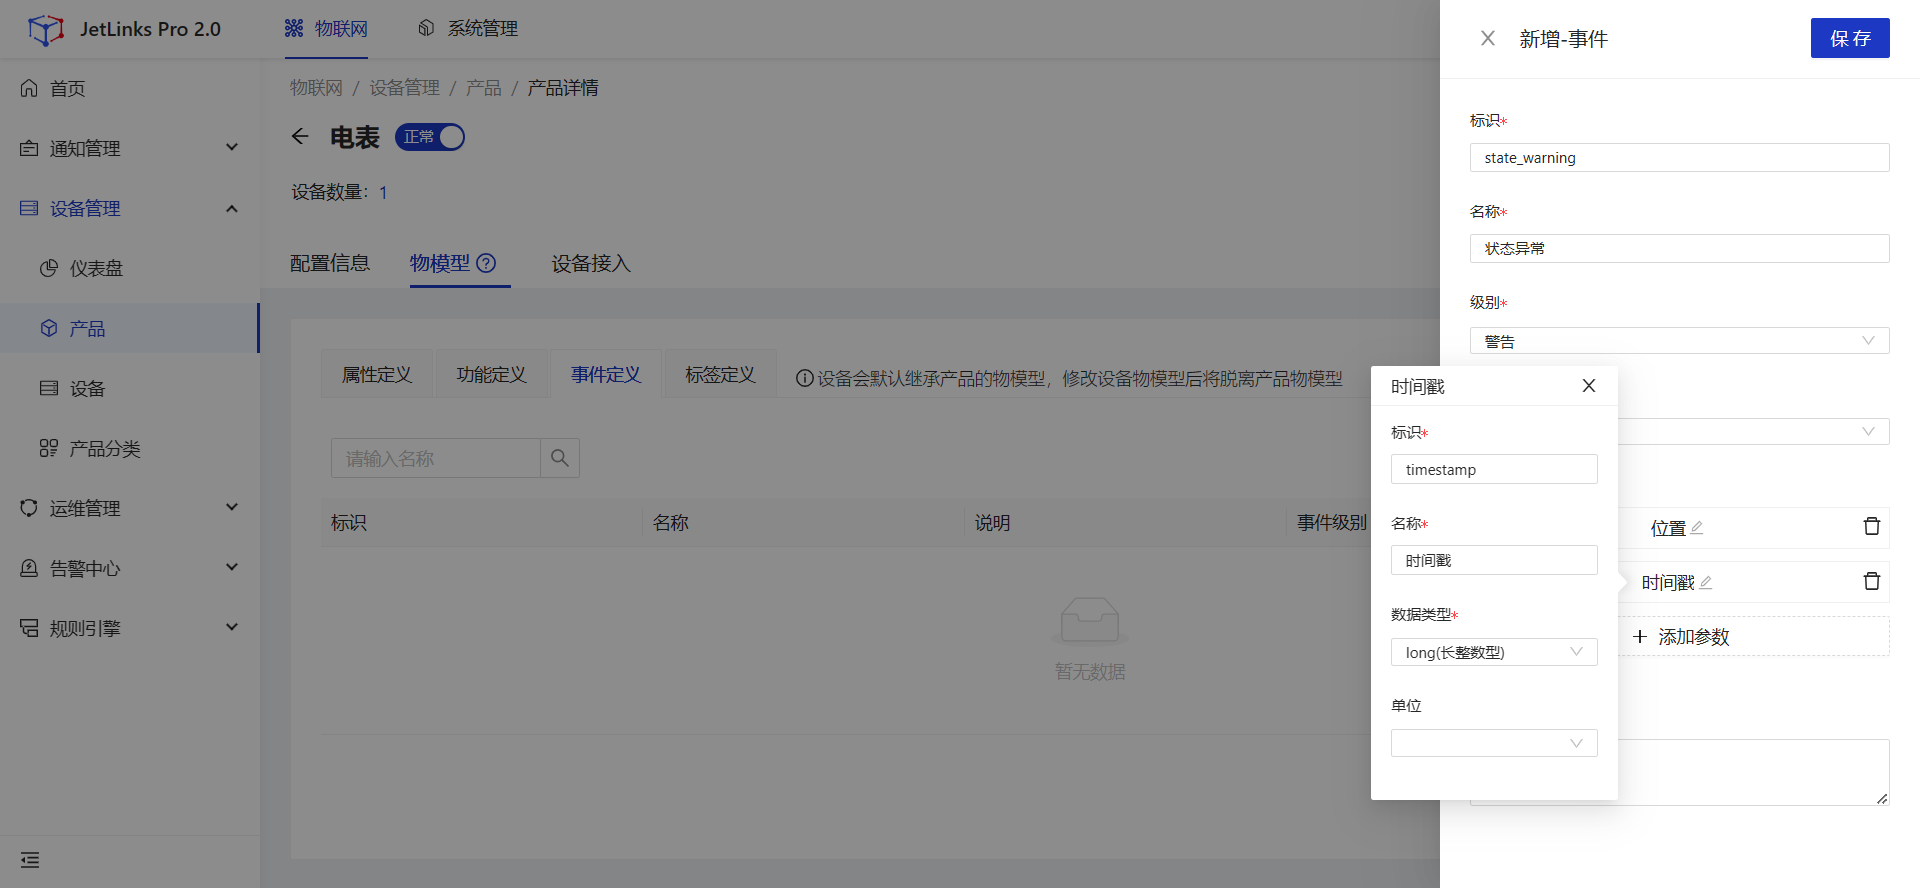 JetLinks Pro 2.0
物联网
系统管理
首页
通知管理
设备管理
仪表盘
产品
设备
产品分类
运维管理
告警中心
规则引擎
物联网 / 设备管理 / 产品 / 产品详情
电表
正常
设备数量： 1
配置信息
物模型
设备接入
属性定义
功能定义
事件定义
标签定义
设备会默认继承产品的物模型，修改设备物模型后将脱离产品物模型
请输入名称
标识
名称
说明
事件级别
暂无数据
新增-事件
保 存
标识*
state_warning
名称*
状态异常
级别*
警告
位置
时间戳
+ 添加参数
时间戳
标识*
timestamp
名称*
时间戳
数据类型*
long(长整数型)
单位